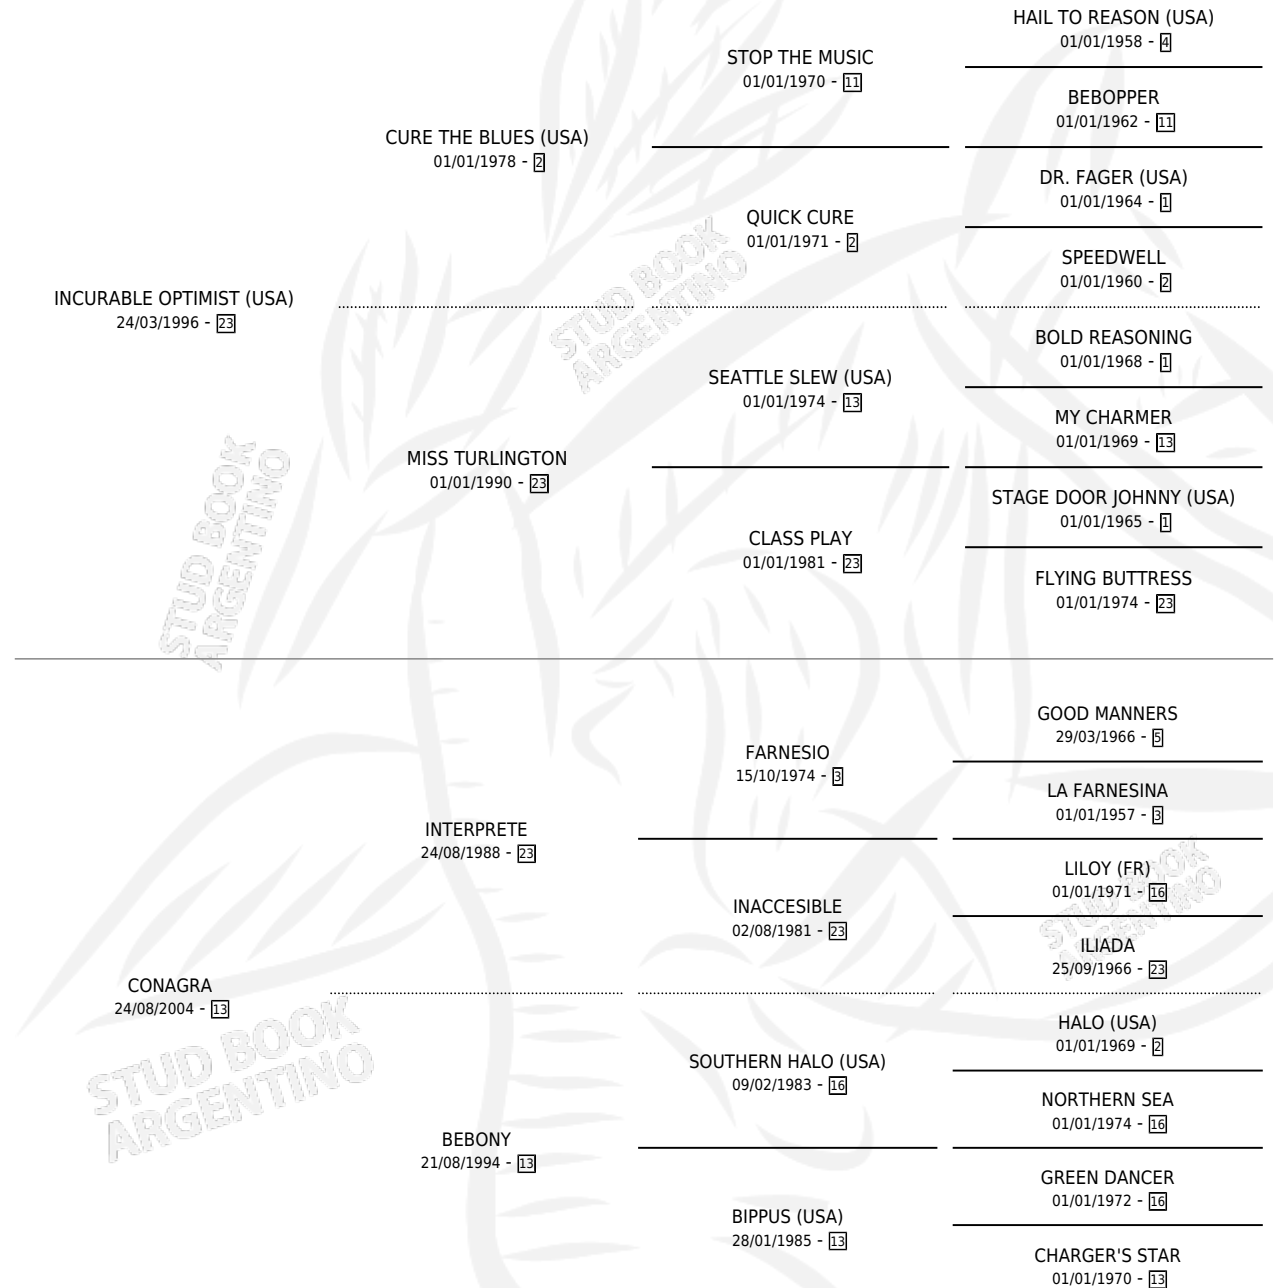 HAIL TO REASON (USA)
01/01/1958 - 4
STOP THE MUSIC
01/01/1970 - 11
BEBOPPER
01/01/1962 - 11
CURE THE BLUES (USA)
01/01/1978 - 2
DR. FAGER (USA)
01/01/1964 - 1
QUICK CURE
01/01/1971 - 2
SPEEDWELL
01/01/1960 - 2
INCURABLE OPTIMIST (USA)
24/03/1996 - 23
BOLD REASONING
01/01/1968 - 1
SEATTLE SLEW (USA)
01/01/1974 - 13
MY CHARMER
01/01/1969 - 13
MISS TURLINGTON
01/01/1990 - 23
STAGE DOOR JOHNNY (USA)
01/01/1965 - 1
CLASS PLAY
01/01/1981 - 23
FLYING BUTTRESS
01/01/1974 - 23
GOOD MANNERS
29/03/1966 - 5
FARNESIO
15/10/1974 - 3
LA FARNESINA
01/01/1957 - 3
INTERPRETE
24/08/1988 - 23
LILOY (FR)
01/01/1971 - 16
INACCESIBLE
02/08/1981 - 23
ILIADA
25/09/1966 - 23
CONAGRA
24/08/2004 - 13
HALO (USA)
01/01/1969 - 2
SOUTHERN HALO (USA)
09/02/1983 - 16
NORTHERN SEA
01/01/1974 - 16
BEBONY
21/08/1994 - 13
GREEN DANCER
01/01/1972 - 16
BIPPUS (USA)
28/01/1985 - 13
CHARGER'S STAR
01/01/1970 - 13
STUD BOOK
ARGENTINO
STUD BOOK
ARGENTINO
STUD BOOK
ARGENTINO
STUD BOOK
ARGENTINO